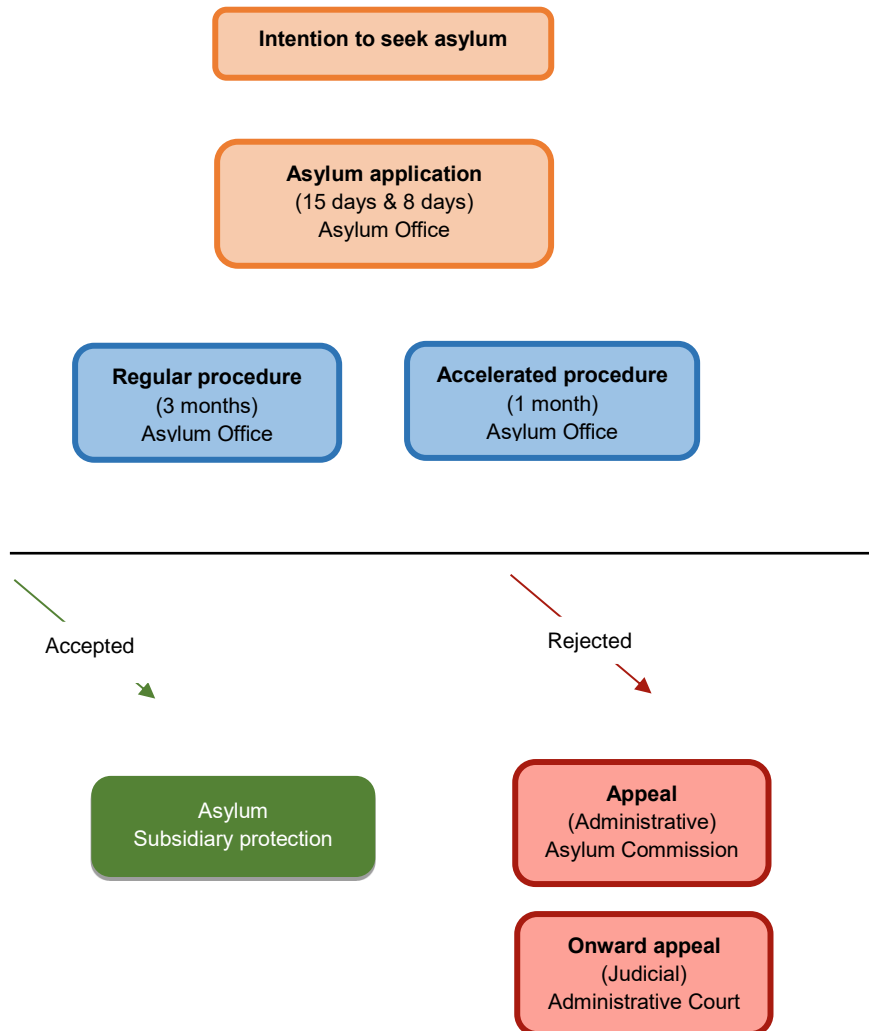 Intention to seek asylum
Asylum application
(15 days & 8 days)
Asylum Office
Regular procedure
(3 months)
Asylum Office
Accelerated procedure
(1 month)
Asylum Office
Accepted
Rejected
Asylum
Subsidiary protection
Appeal
(Administrative)
Asylum Commission
Onward appeal
(Judicial)
Administrative Court